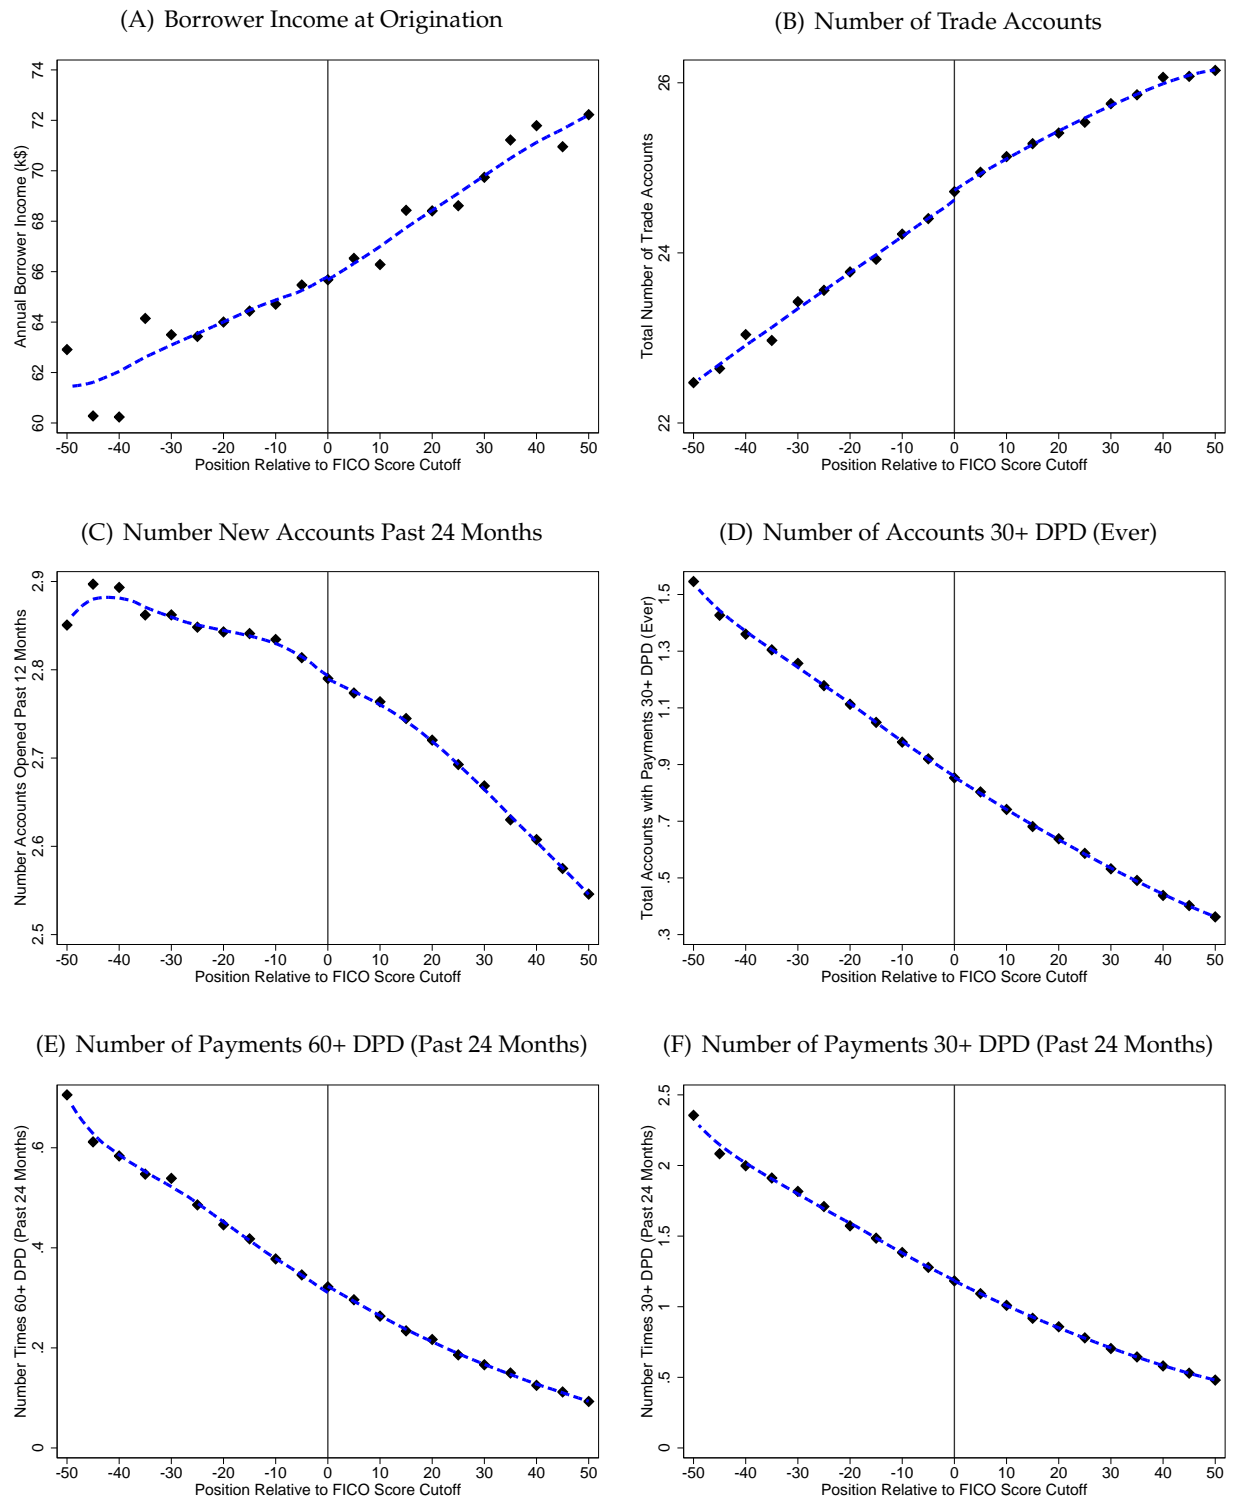 (A) Borrower Income at Origination
Annual Borrower Income (k$)
74
72
70
68
66
64
62
60
-50 -40 -30 -20 -10 0 10 20 30 40 50
Position Relative to FICO Score Cutoff
(B) Number of Trade Accounts
Total Number of Trade Accounts
26
24
22
-50 -40 -30 -20 -10 0 10 20 30 40 50
Position Relative to FICO Score Cutoff
(C) Number New Accounts Past 24 Months
Number Accounts Opened Past 12 Months
2.9
2.8
2.7
2.6
2.5
-50 -40 -30 -20 -10 0 10 20 30 40 50
Position Relative to FICO Score Cutoff
(D) Number of Accounts 30+ DPD (Ever)
Total Accounts with Payments 30+ DPD (Ever)
1.5
1.3
1.1
.9
.7
.5
.3
-50 -40 -30 -20 -10 0 10 20 30 40 50
Position Relative to FICO Score Cutoff
(E) Number of Payments 60+ DPD (Past 24 Months)
Number Times 60+ DPD (Past 24 Months)
.6
.4
.2
0
-50 -40 -30 -20 -10 0 10 20 30 40 50
Position Relative to FICO Score Cutoff
(F) Number of Payments 30+ DPD (Past 24 Months)
Number Times 30+ DPD (Past 24 Months)
2.5
2
1.5
1
.5
0
-50 -40 -30 -20 -10 0 10 20 30 40 50
Position Relative to FICO Score Cutoff